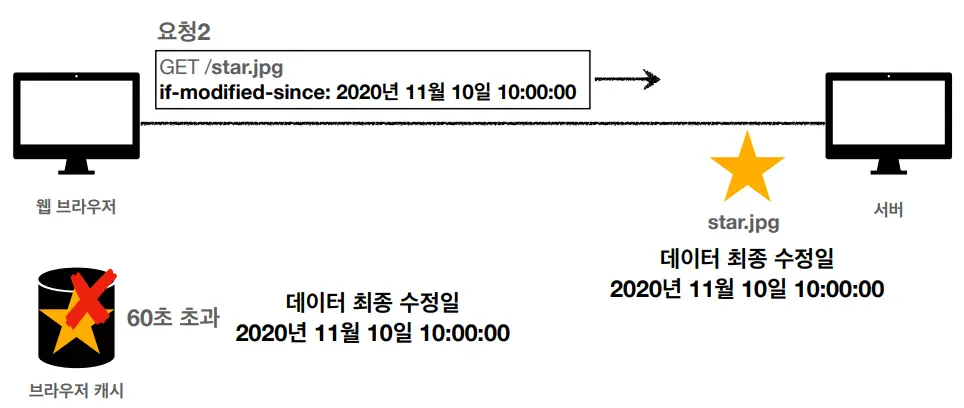 요청2
GET /star.jpg
if-modified-since: 2020년 11월 10일 10:00:00
웹 브라우저
서버
star.jpg
데이터 최종 수정일
2020년 11월 10일 10:00:00
60초 초과
데이터 최종 수정일
2020년 11월 10일 10:00:00
브라우저 캐시